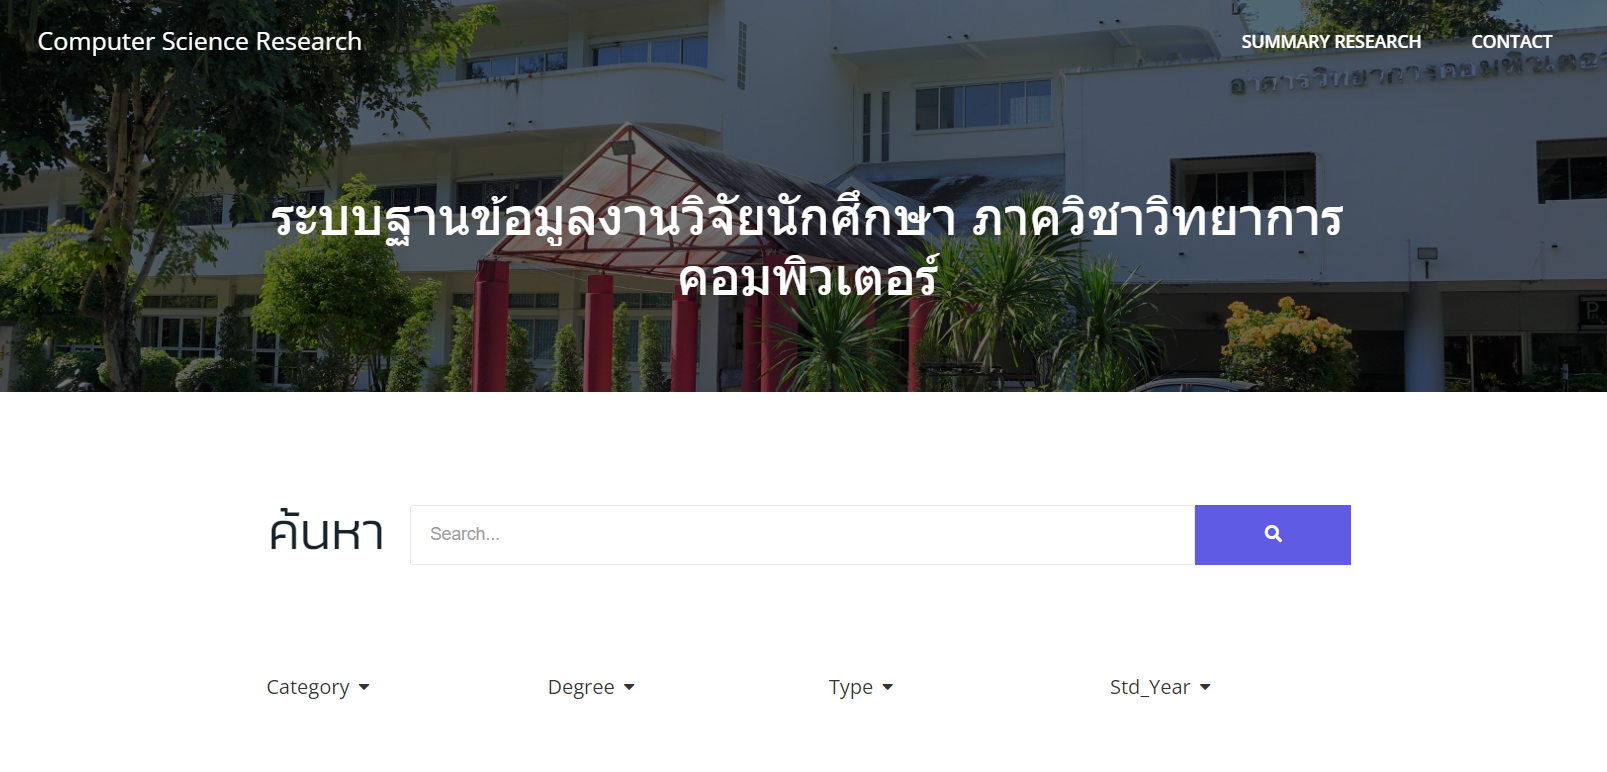 Computer Science Research
SUMMARY RESEARCH
CONTACT
อาคารวิทยาการคอมพิวเตอร์
ระบบฐานข้อมูลงานวิจัยนักศึกษา ภาควิชาวิทยาการ
คอมพิวเตอร์
ค้นหา
Search...
Category
Degree
Type
Std_Year